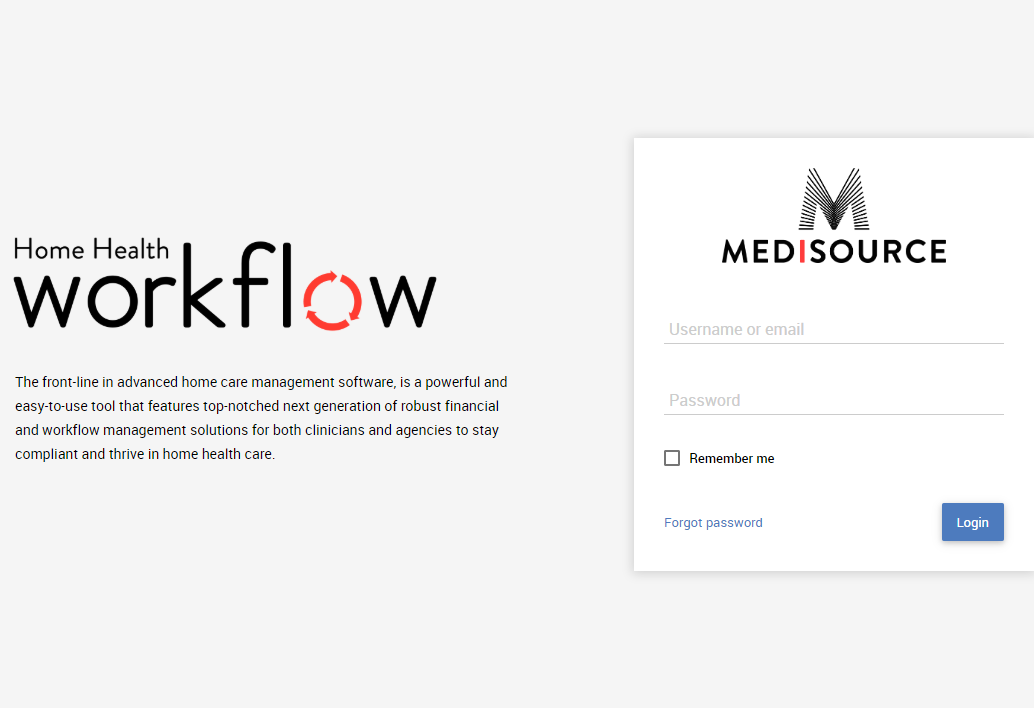 Home Health
workflow
The front-line in advanced home care management software, is a powerful and
easy-to-use tool that features top-notched next generation of robust financial
and workflow management solutions for both clinicians and agencies to stay
compliant and thrive in home health care.
MEDISOURCE
Username or email
Password
Remember me
Forgot password
Login